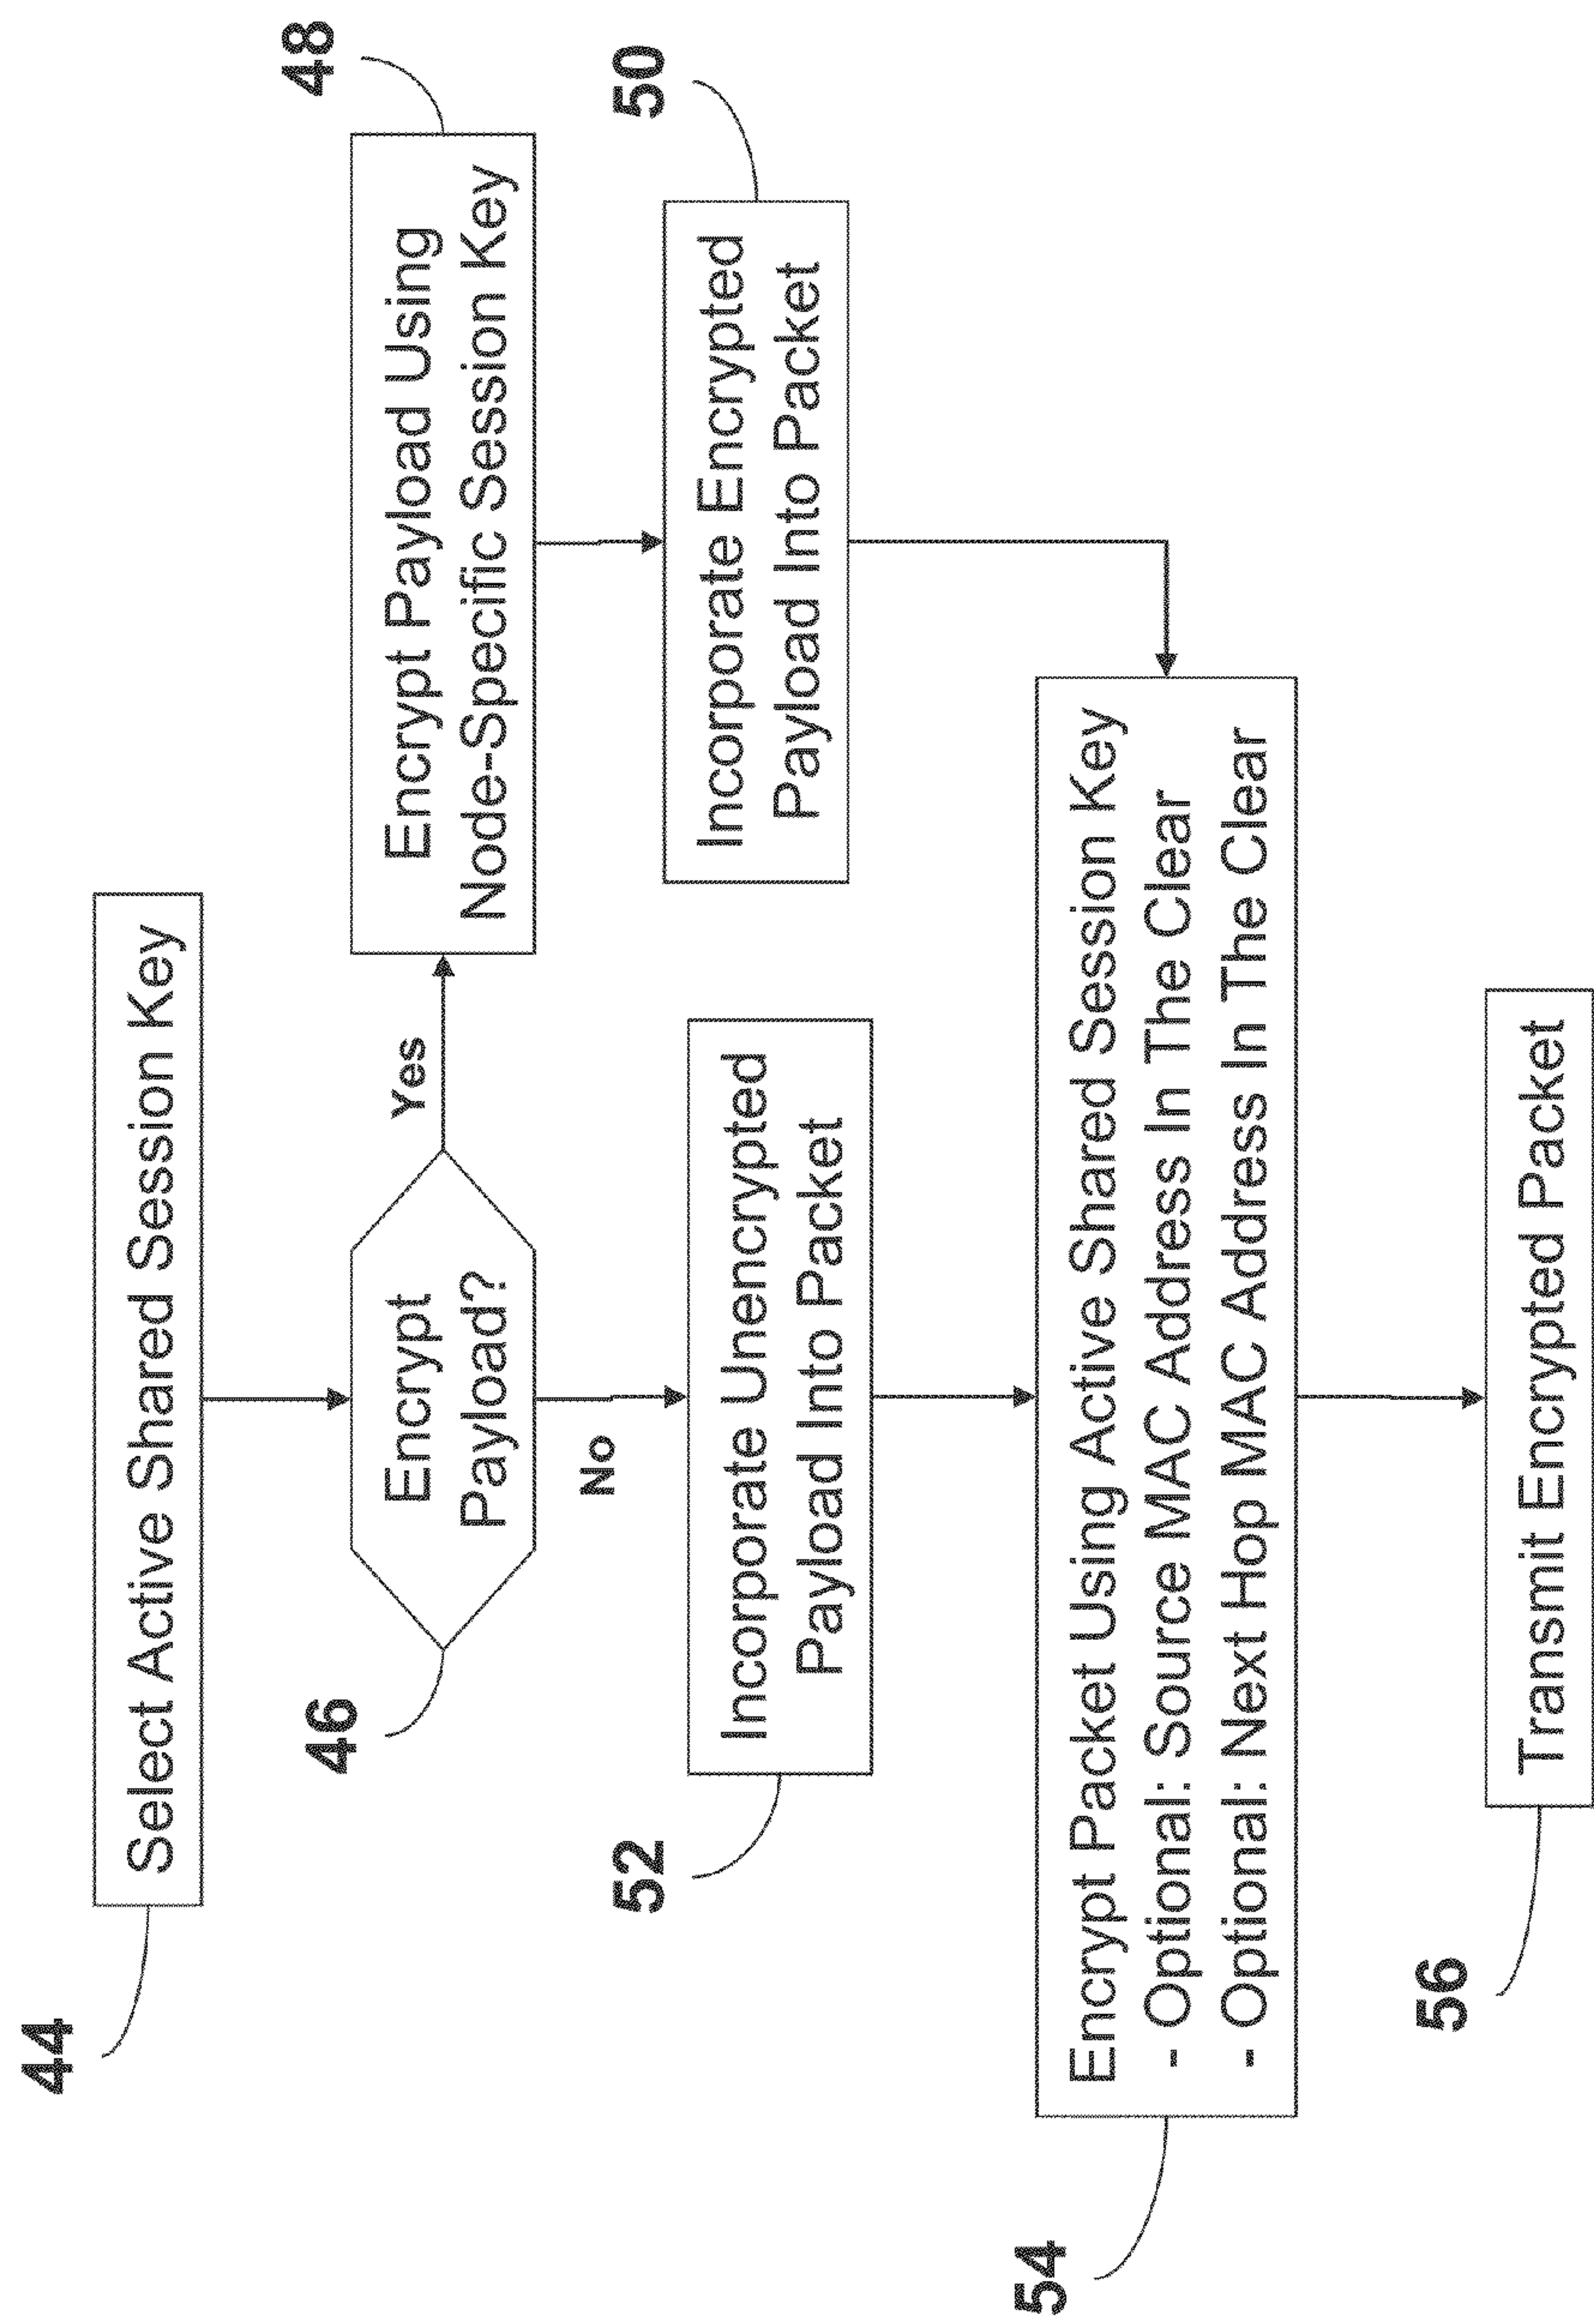 44
Select Active Shared Session Key
46
Encrypt
Payload?
Yes
48
Encrypt Payload Using
Node-Specific Session Key
No
52
Incorporate Unencrypted
Payload Into Packet
50
Incorporate Encrypted
Payload Into Packet
54
Encrypt Packet Using Active Shared Session Key
- Optional: Source MAC Address In The Clear
- Optional: Next Hop MAC Address In The Clear
56
Transmit Encrypted Packet